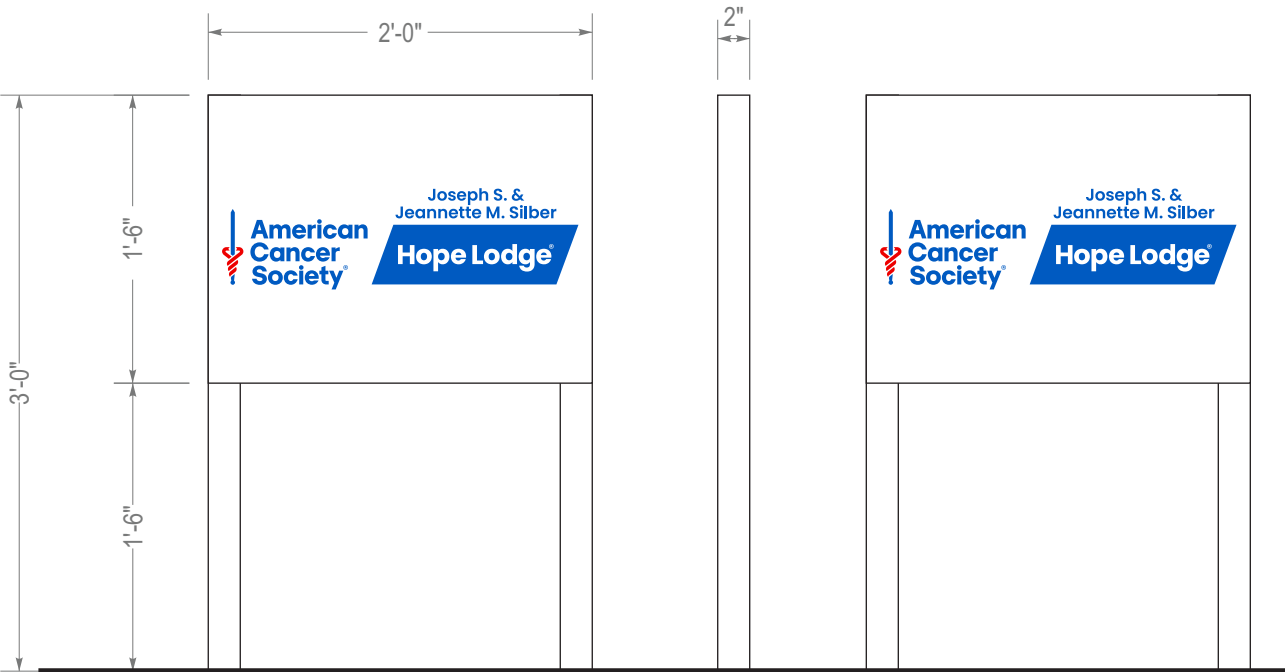 2'-0"
2"
3'-0"
1'-6"
1'-6"
Joseph S. &
Jeannette M. Silber
American
Cancer
Society®
Hope Lodge®
Joseph S. &
Jeannette M. Silber
American
Cancer
Society®
Hope Lodge®